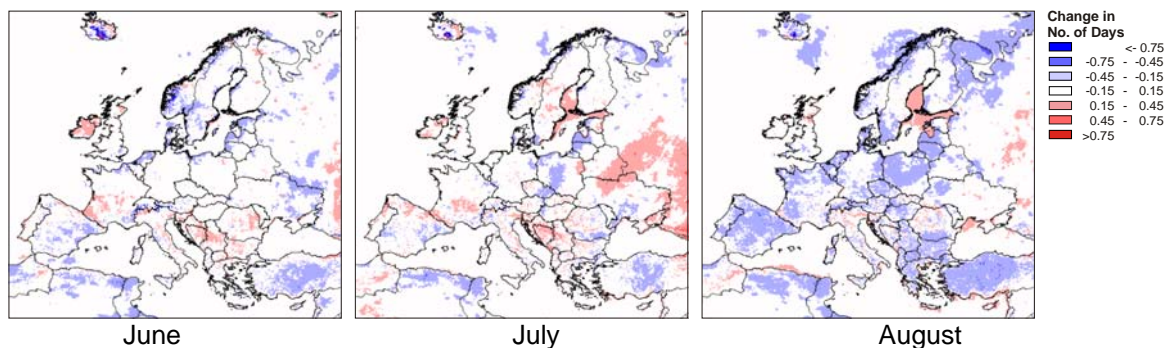 Change in
No. of Days
<- 0.75
-0.75 - -0.45
-0.45 - -0.15
-0.15 - 0.15
0.15 - 0.45
0.45 - 0.75
>0.75
June
July
August